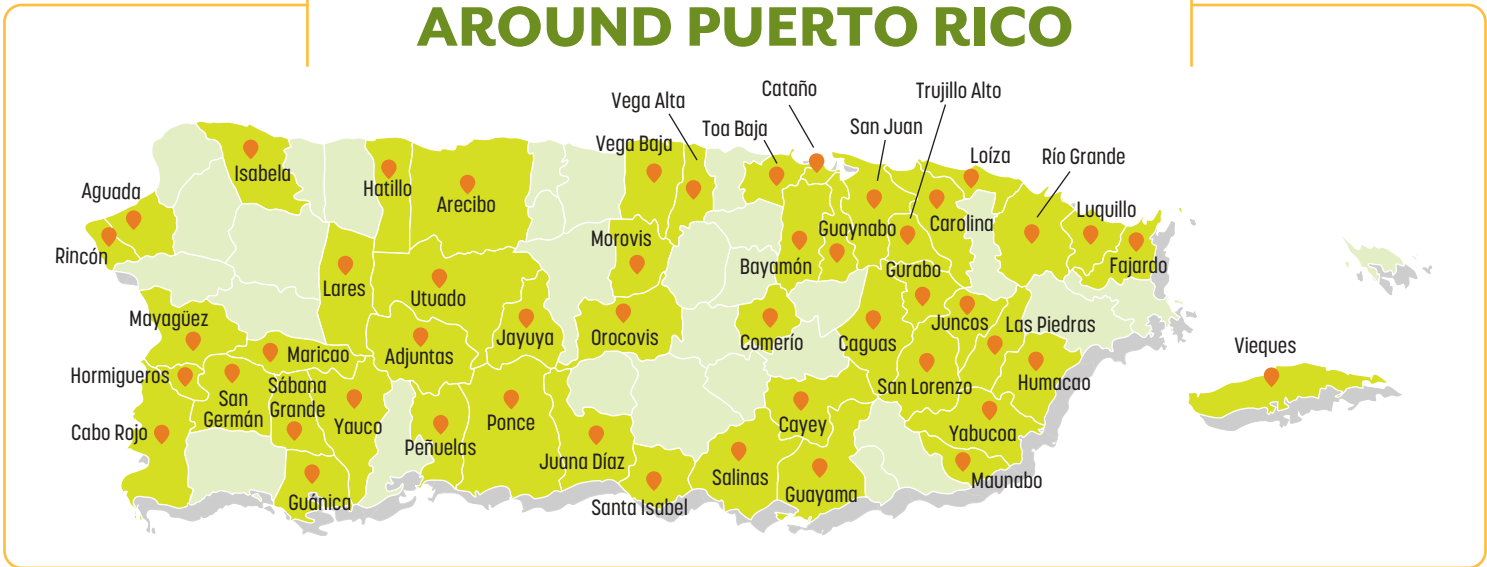 AROUND PUERTO RICO
Cataño
Trujillo Alto
Vega Alta
Toa Baja
San Juan
Vega Baja
Loíza
Río Grande
Isabela
Hatillo
Arecibo
Aguada
Luquillo
Guaynabo
Carolina
Morovis
Rincón
Bayamón
Gurabo
Fajardo
Lares
Utuado
Mayagüez
Jayuya
Orocovis
Comerío
Caguas
Juncos
Las Piedras
Maricao
Adjuntas
Vieques
Hormigueros
San
Germán
Sábana
Grande
San Lorenzo
Humacao
Cabo Rojo
Yauco
Peñuelas
Ponce
Cayey
Yabucoa
Juana Díaz
Salinas
Maunabo
Guánica
Santa Isabel
Guayama